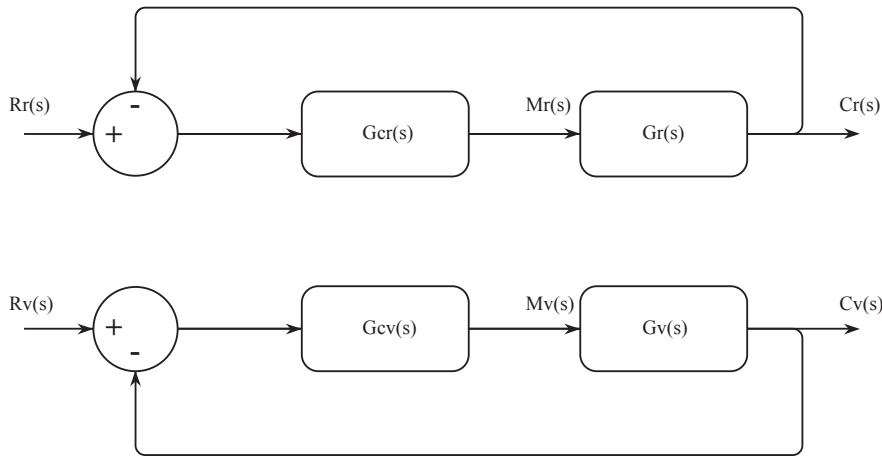 -
Rr(s)
Mr(s)
Cr(s)
+
Gcr(s)
Gr(s)
Rv(s)
Mv(s)
Cv(s)
+
Gcv(s)
Gv(s)
-